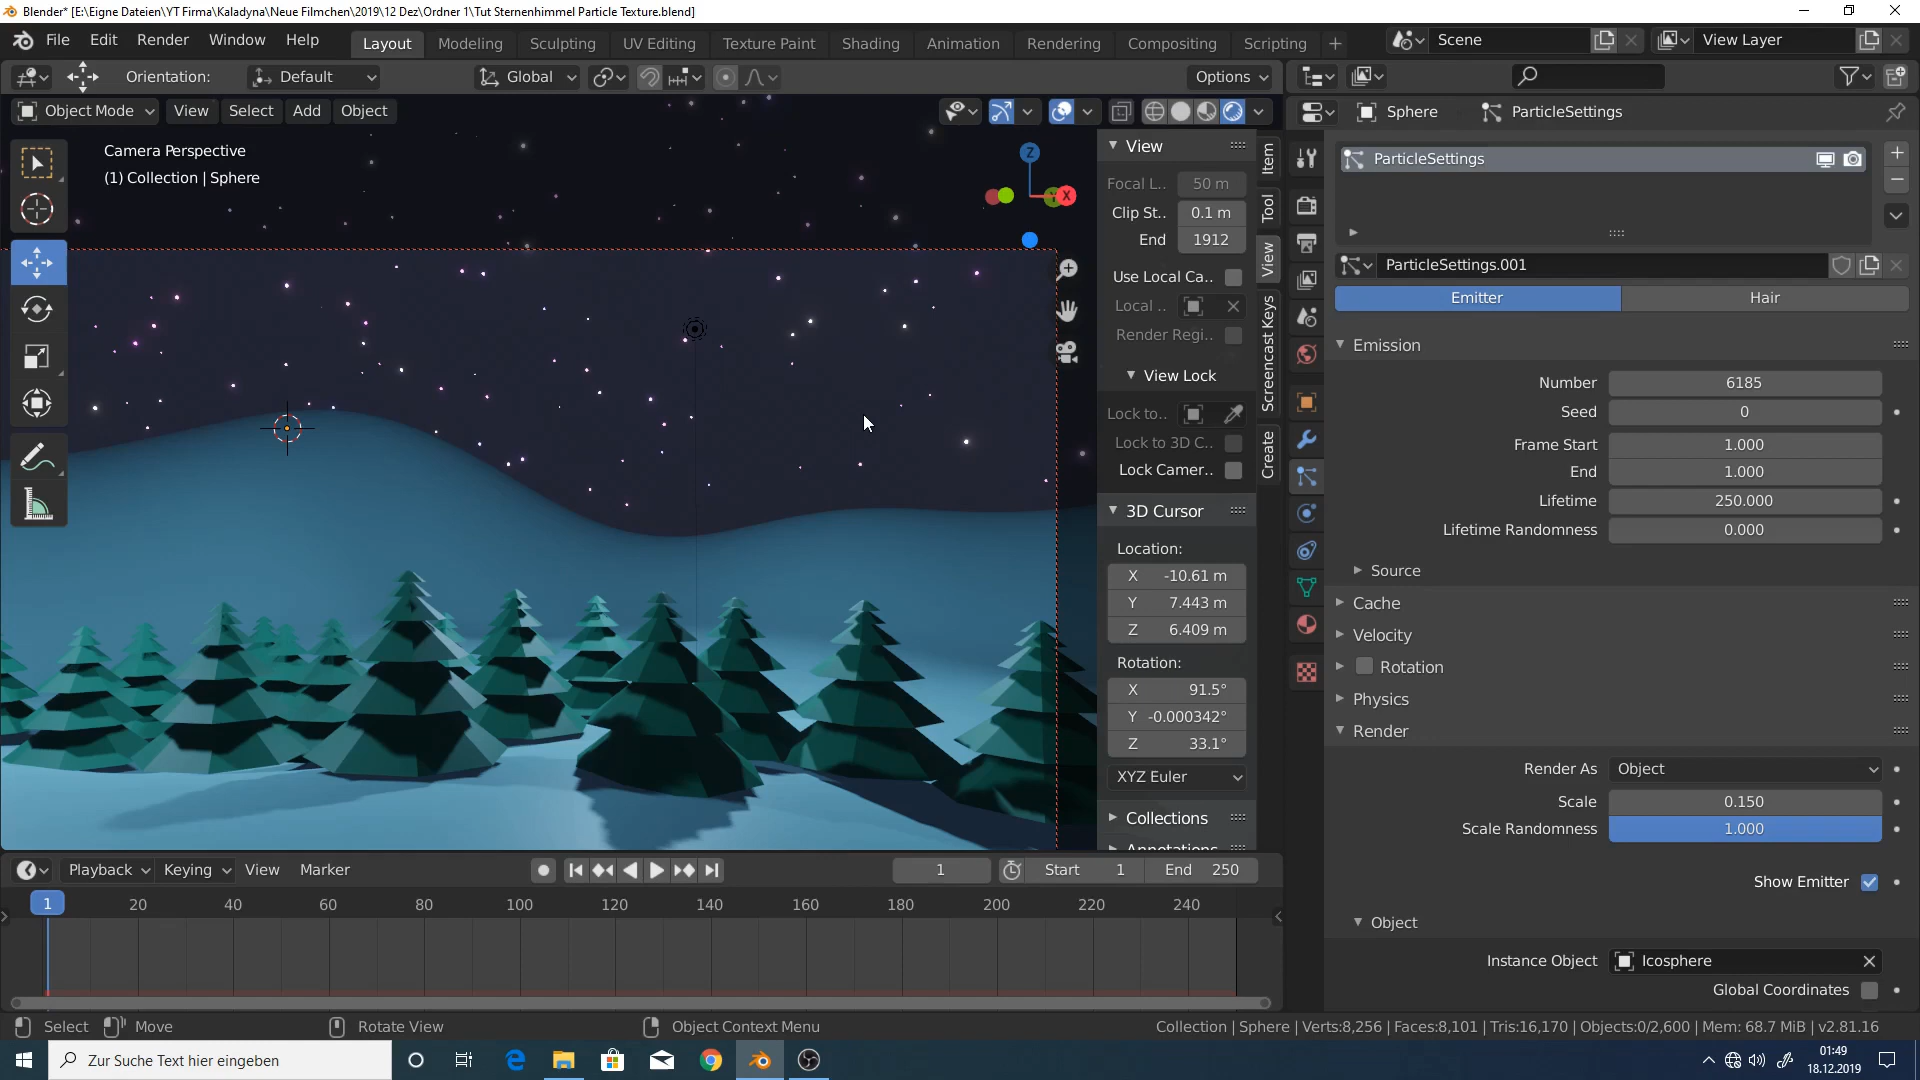 Blender* [E:\Eigne Dateien\YT Firma\Kaladyna\Neue Filmchen\2019\12 Dez\Ordner 1\Tut Sternenhimmel Particle Texture.blend]
File Edit Render Window Help
Layout Modeling Sculpting UV Editing Texture Paint Shading Animation Rendering Compositing Scripting
Scene View Layer
Orientation: Default Global Options
Object Mode View Select Add Object
Sphere ParticleSettings
Camera Perspective
(1) Collection | Sphere
Z
Y
X
View
Focal L.. 50 m
Clip St.. 0.1 m
End 1912
Use Local Ca..
Local ..
Render Regi..
View Lock
Lock to..
Lock to 3D C..
Lock Camer..
3D Cursor
Location:
X -10.61 m
Y 7.443 m
Z 6.409 m
Rotation:
X 91.5°
Y -0.000342°
Z 33.1°
XYZ Euler
Collections
Annotations
Item
Tool
View
Screencast Keys
Create
ParticleSettings
ParticleSettings.001
Emitter Hair
Emission
Number 6185
Seed 0
Frame Start 1.000
End 1.000
Lifetime 250.000
Lifetime Randomness 0.000
Source
Cache
Velocity
Rotation
Physics
Render
Render As Object
Scale 0.150
Scale Randomness 1.000
Show Emitter
Object
Instance Object Icosphere
Global Coordinates
Playback Keying View Marker
1 Start 1 End 250
1 20 40 60 80 100 120 140 160 180 200 220 240
Select Move Rotate View Object Context Menu
Collection | Sphere | Verts:8,256 | Faces:8,101 | Tris:16,170 | Objects:0/2,600 | Mem: 68.7 MiB | v2.81.16
Zur Suche Text hier eingeben
01:49
18.12.2019